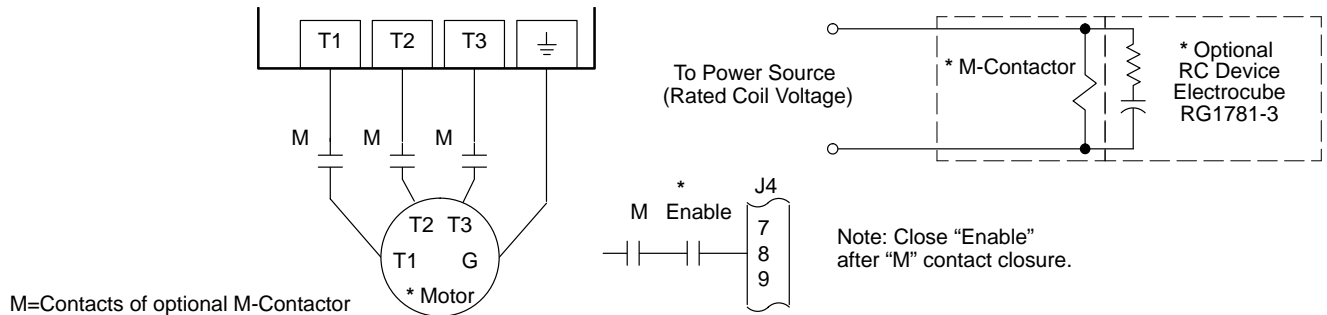 T1 T2 T3
M M M
T2 T3
T1 G
* Motor
M=Contacts of optional M-Contactor
To Power Source
(Rated Coil Voltage)
* M-Contactor
* Optional
RC Device
Electrocube
RG1781-3
*
M Enable
J4
7
8
9
Note: Close “Enable”
after “M” contact closure.